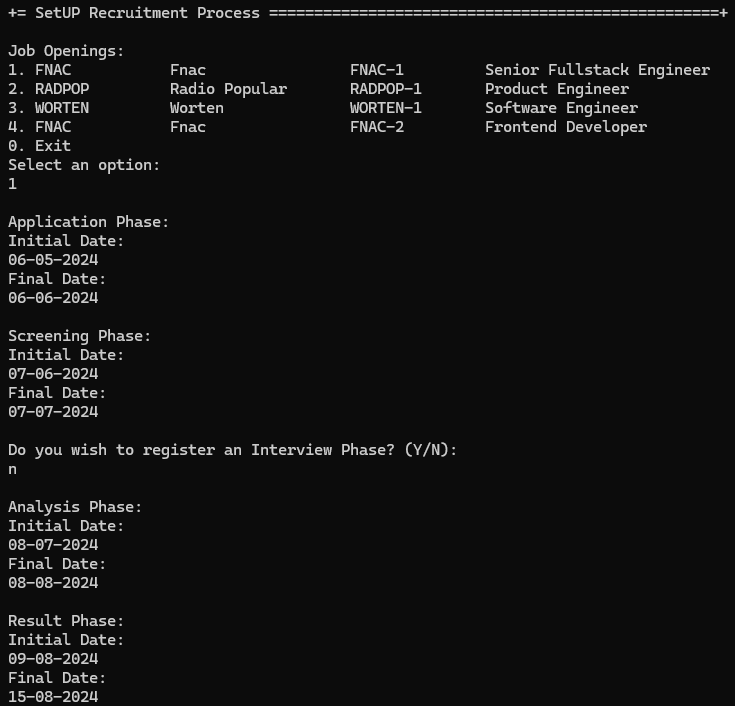 += SetUP Recruitment Process ==================================================+
Job Openings:
1. FNAC           Fnac                FNAC-1         Senior Fullstack Engineer
2. RADPOP         Radio Popular       RADPOP-1       Product Engineer
3. WORTEN         Worten              WORTEN-1       Software Engineer
4. FNAC           Fnac                FNAC-2         Frontend Developer
0. Exit
Select an option:
1
Application Phase:
Initial Date:
06-05-2024
Final Date:
06-06-2024
Screening Phase:
Initial Date:
07-06-2024
Final Date:
07-07-2024
Do you wish to register an Interview Phase? (Y/N):
n
Analysis Phase:
Initial Date:
08-07-2024
Final Date:
08-08-2024
Result Phase:
Initial Date:
09-08-2024
Final Date:
15-08-2024